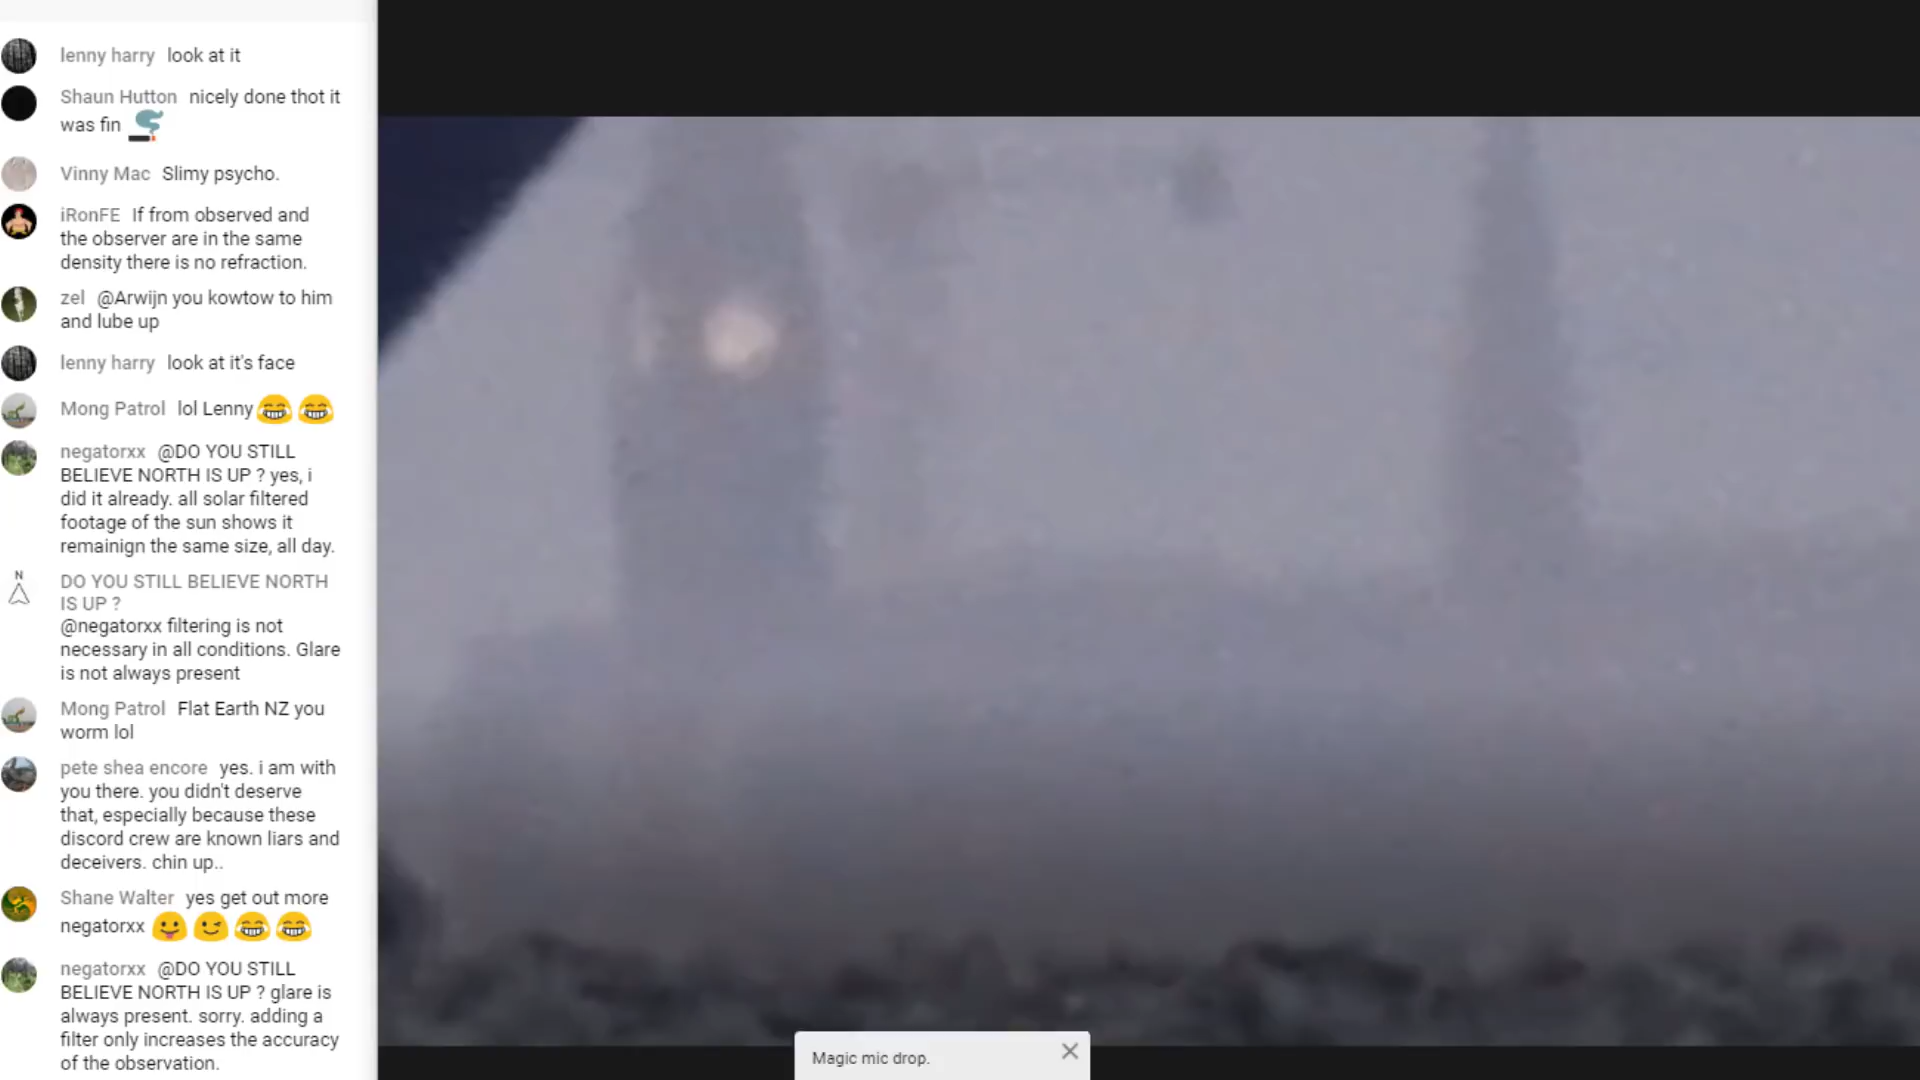 lenny harry look at it
Shaun Hutton nicely done thot it
was fin
Vinny Mac Slimy psycho.
iRonFE If from observed and
the observer are in the same
density there is no refraction.
zel @Arwijn you kowtow to him
and lube up
lenny harry look at it's face
Mong Patrol lol Lenny😂😂
negatorxx @DO YOU STILL
BELIEVE NORTH IS UP ? yes, i
did it already. all solar filtered
footage of the sun shows it
remainign the same size, all day.
N
DO YOU STILL BELIEVE NORTH
IS UP ?
@negatorxx filtering is not
necessary in all conditions. Glare
is not always present
Mong Patrol Flat Earth NZ you
worm lol
pete shea encore yes. i am with
you there. you didn't deserve
that, especially because these
discord crew are known liars and
deceivers. chin up..
Shane Walter yes get out more
negatorxx 😛😉😂😂
negatorxx @DO YOU STILL
BELIEVE NORTH IS UP ? glare is
always present. sorry. adding a
filter only increases the accuracy
of the observation.
Magic mic drop.